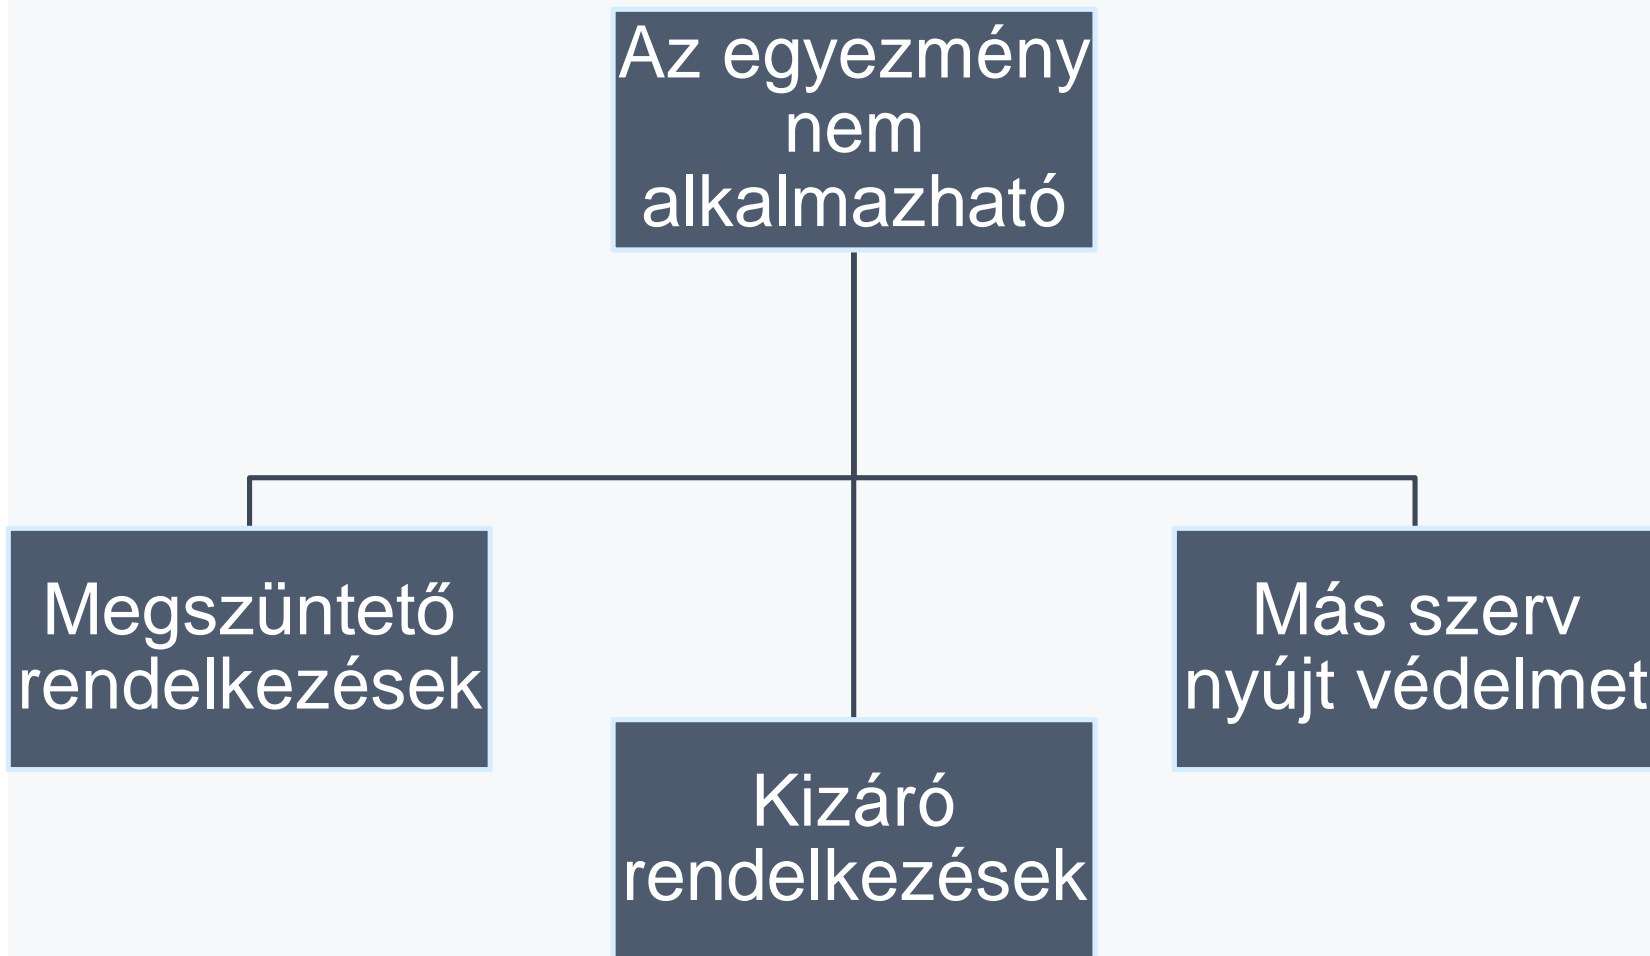 Az egyezmény
nem
alkalmazható
Megszüntető
rendelkezések
Kizáró
rendelkezések
Más szerv
nyújt védelmet